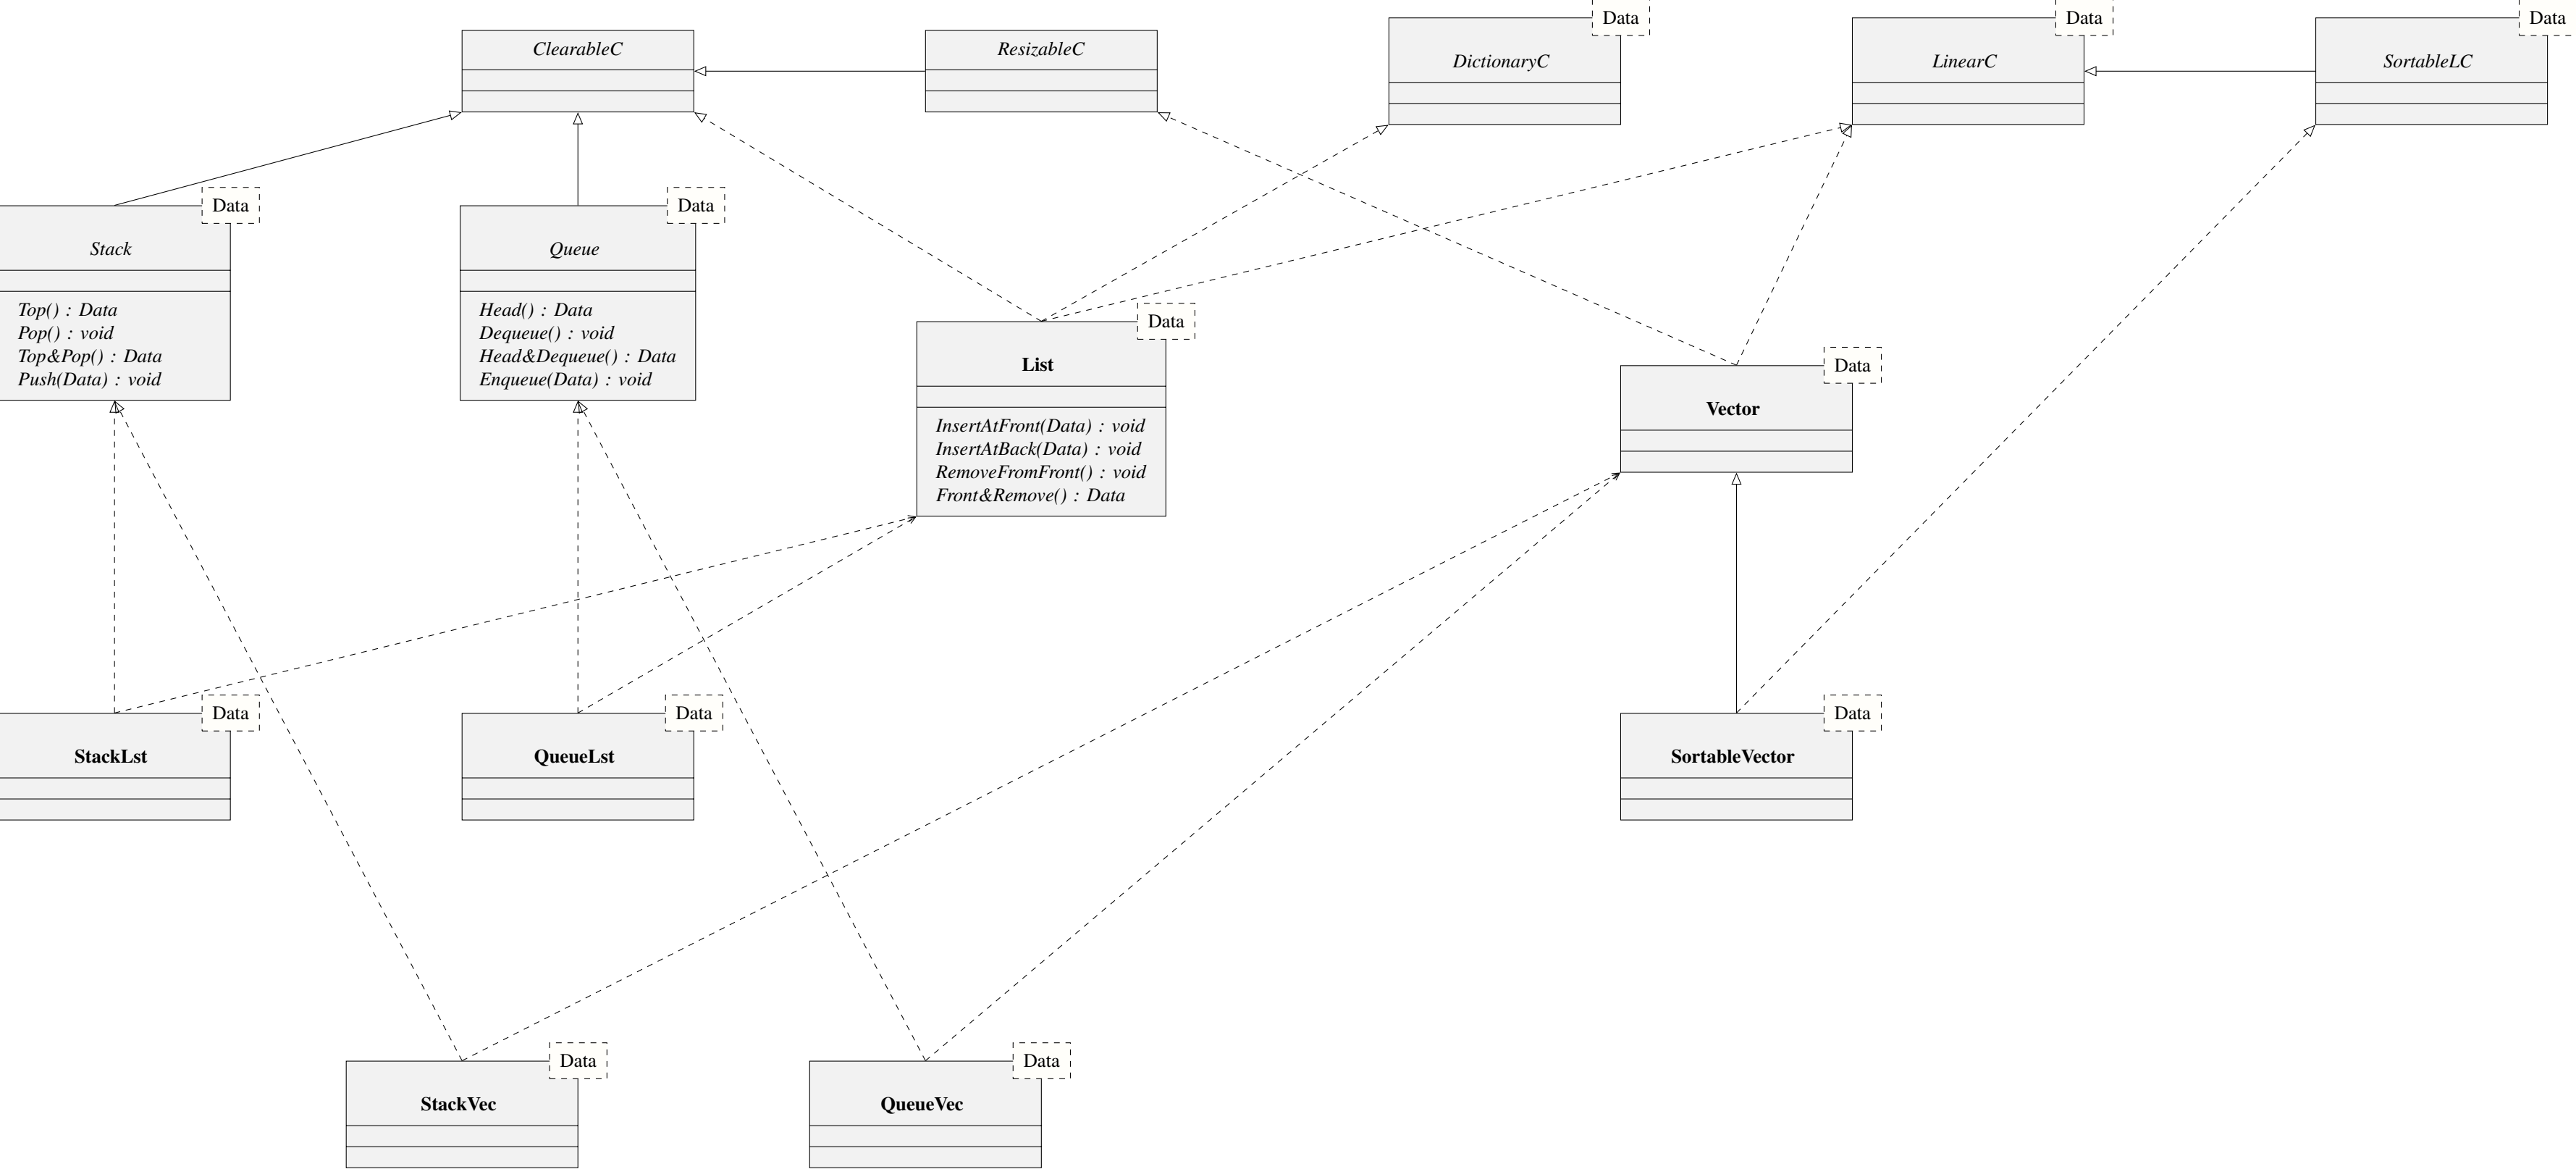 Data
Data
Data
ClearableC
ResizableC
DictionaryC
LinearC
SortableLC
Data
Data
Stack
Queue
Top() : Data
Pop() : void
Top&Pop() : Data
Push(Data) : void
Head() : Data
Dequeue() : void
Head&Dequeue() : Data
Enqueue(Data) : void
Data
List
InsertAtFront(Data) : void
InsertAtBack(Data) : void
RemoveFromFront() : void
Front&Remove() : Data
Data
Vector
Data
StackLst
Data
QueueLst
Data
SortableVector
Data
StackVec
Data
QueueVec